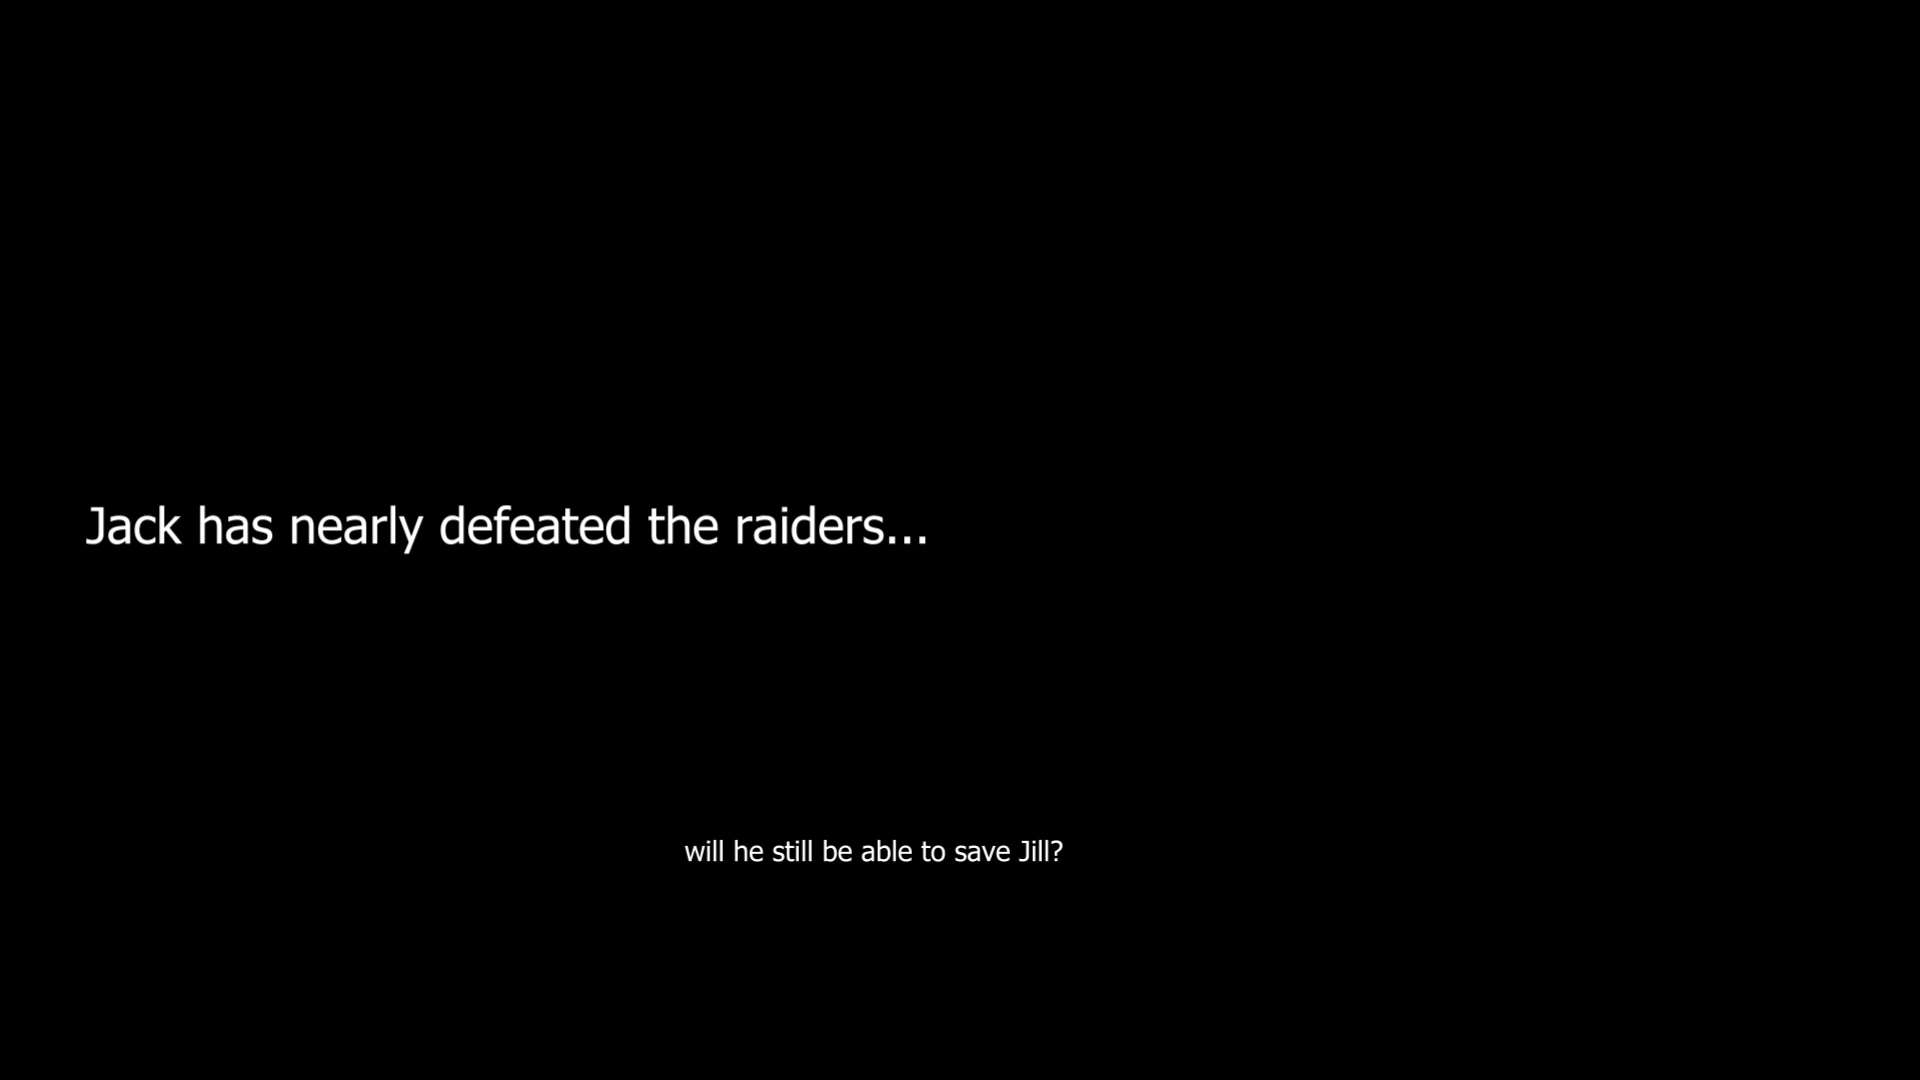 Jack has nearly defeated the raiders...
will he still be able to save Jill?